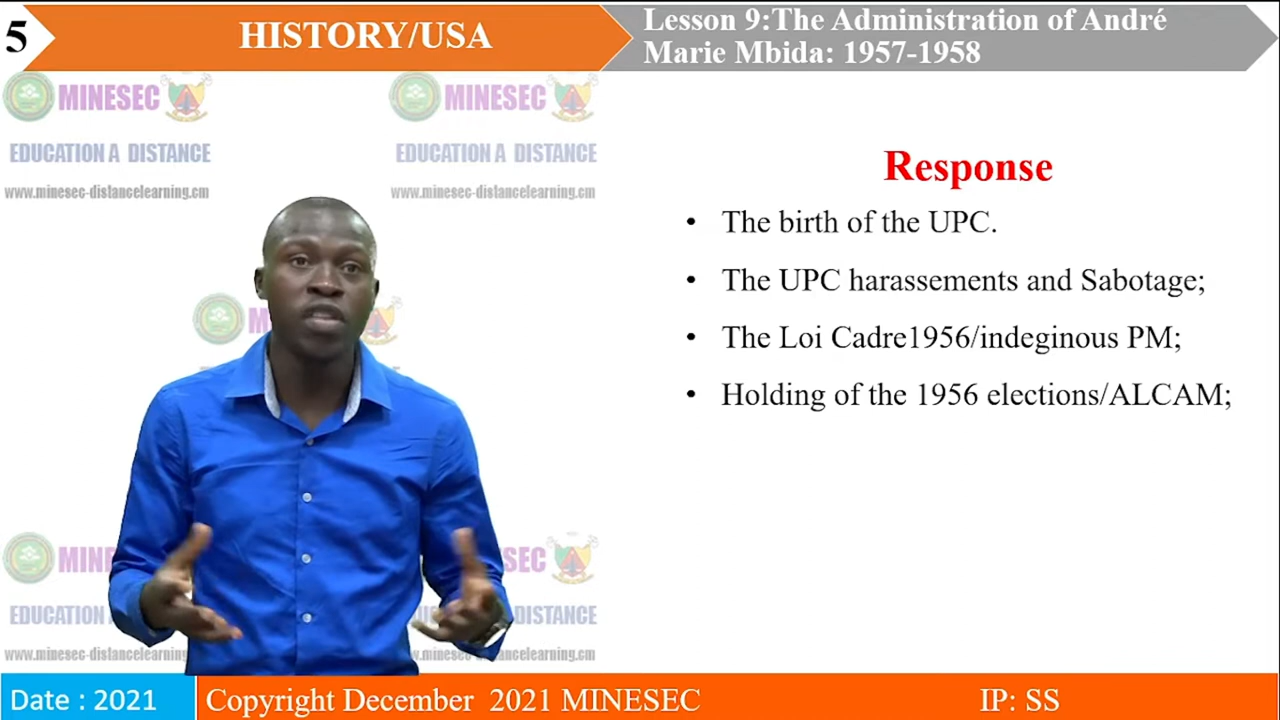 5
HISTORY/USA
Lesson 9:The Administration of André
Marie Mbida: 1957-1958
MINESEC
MINESEC
EDUCATION A DISTANCE
EDUCATION A DISTANCE
www.minesec-distancelearning.cm
www.minesec-distancelearning.cm
Response
• The birth of the UPC.
• The UPC harassements and Sabotage;
• The Loi Cadre1956/indeginous PM;
• Holding of the 1956 elections/ALCAM;
EDUCATION
DISTANCE
Date : 2021
Copyright December 2021 MINESEC
IP: SS